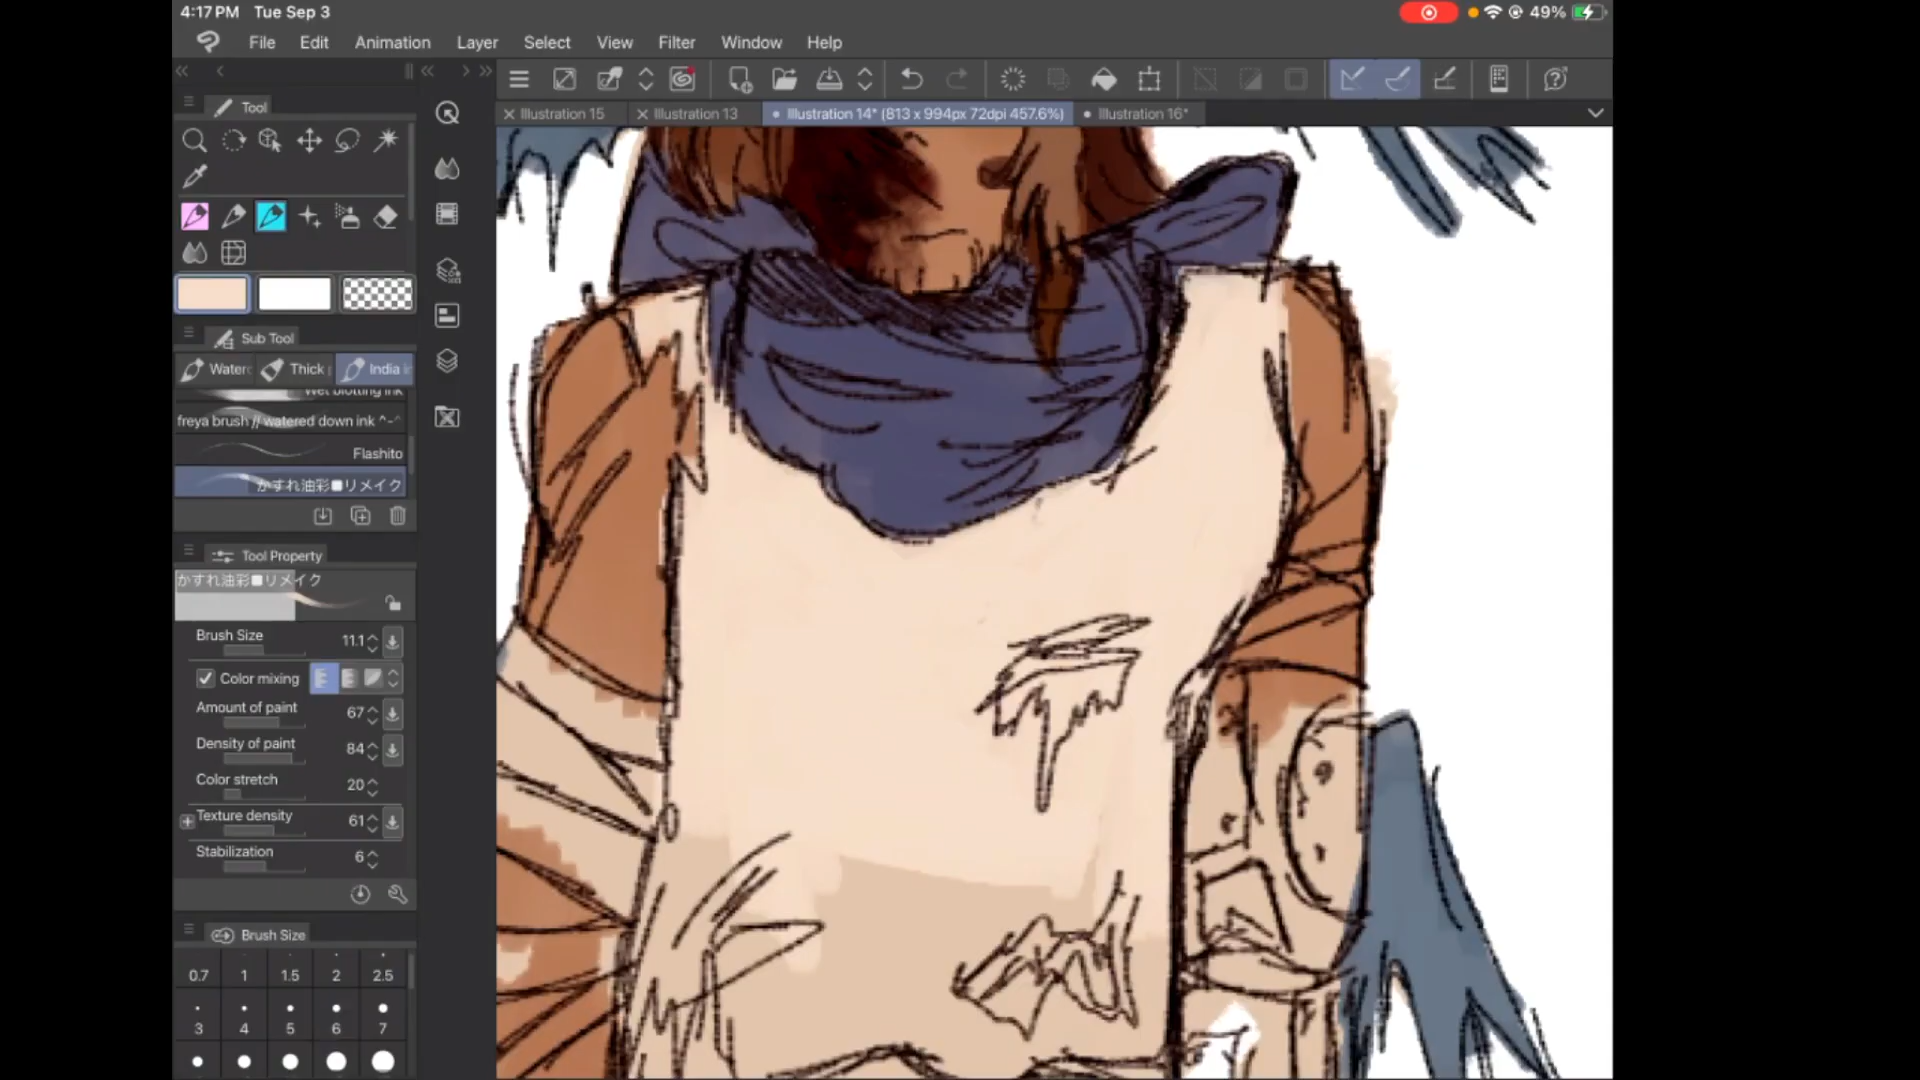 4:17 PM Tue Sep 3
49%
File Edit Animation Layer Select View Filter Window Help
Tool
Illustration 15
Illustration 13
Illustration 14* (813 x 994px 72dpi 457.6%)
Illustration 16*
Sub Tool
Water
Thick
India
Wet blotting ink
freya brush // watered down ink ^-^
Flashito
かすれ油彩■リメイク
Tool Property
かすれ油彩■リメイク
Brush Size 11.1
Color mixing
Amount of paint 67
Density of paint 84
Color stretch 20
Texture density 61
Stabilization 6
Brush Size
0.7 1 1.5 2 2.5
3 4 5 6 7